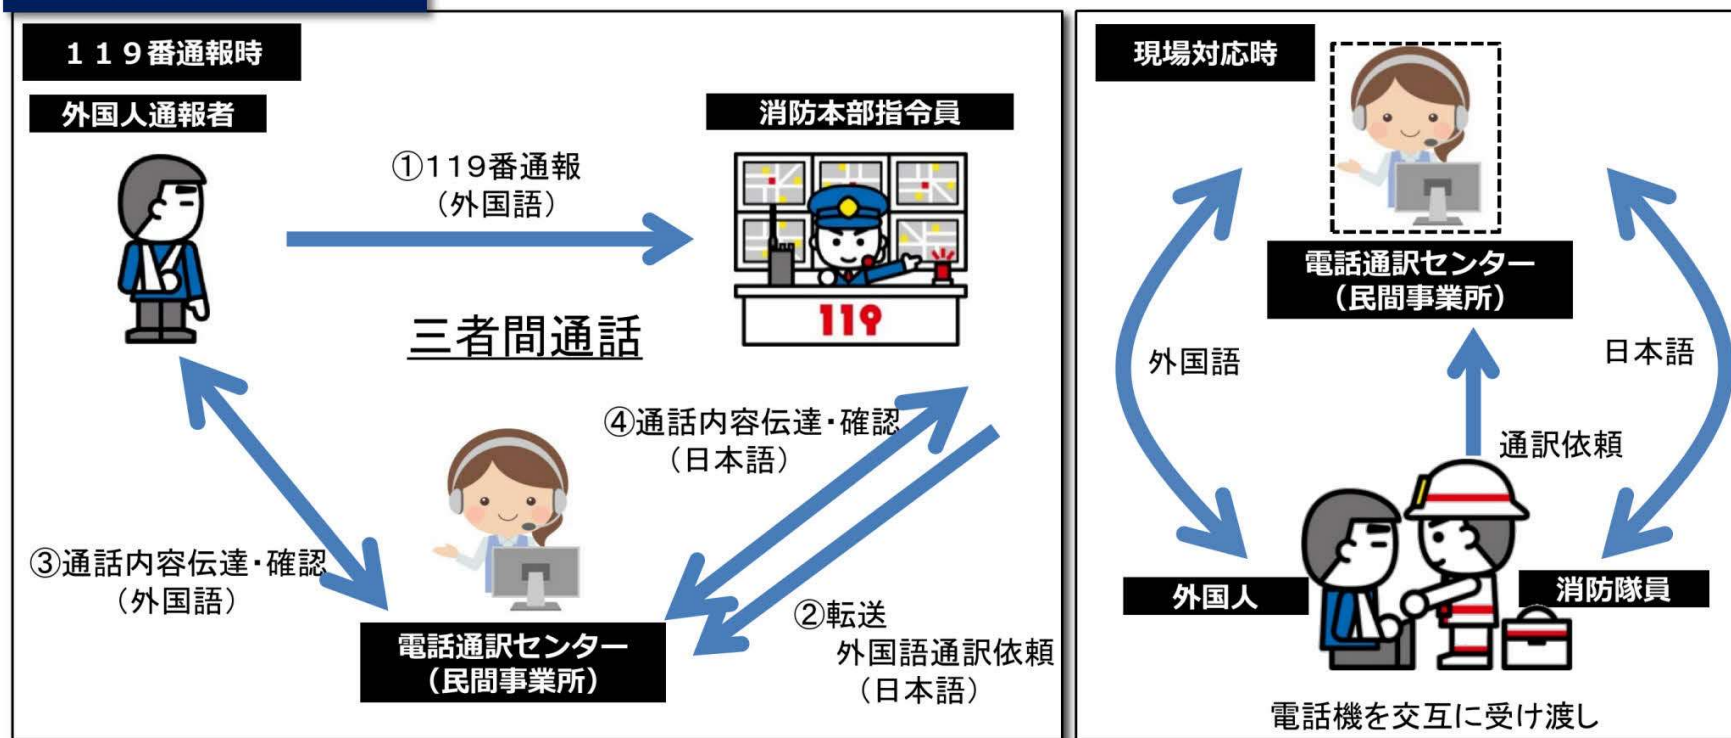 119番通報時
外国人通報者
消防本部指令員
①119番通報
(外国語)
三者間通話
119
④通話内容伝達・確認
(日本語)
③通話内容伝達・確認
(外国語)
②転送
外国語通訳依頼
(日本語)
電話通訳センター
(民間事業所)
現場対応時
電話通訳センター
(民間事業所)
外国語
日本語
通訳依頼
外国人
消防隊員
電話機を交互に受け渡し